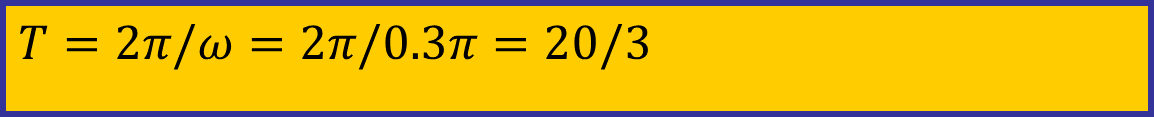 T = 2π/ω = 2π/0.3π = 20/3